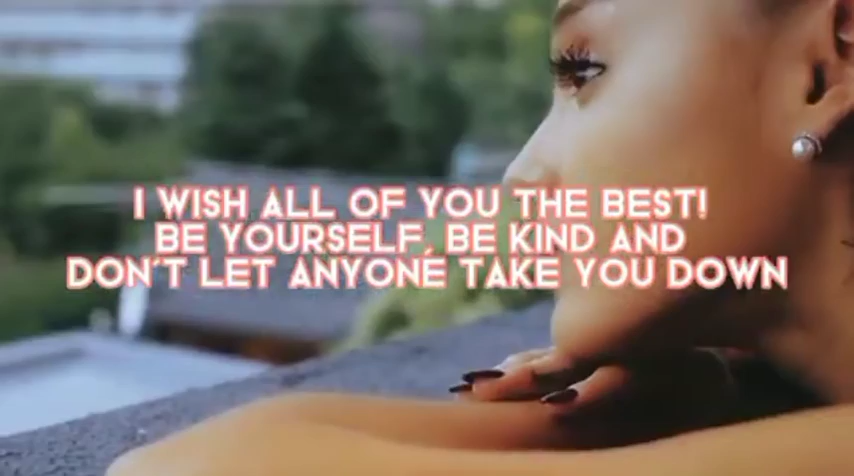 I WISH ALL OF YOU THE BEST!
BE YOURSELF, BE KIND AND
DON'T LET ANYONE TAKE YOU DOWN